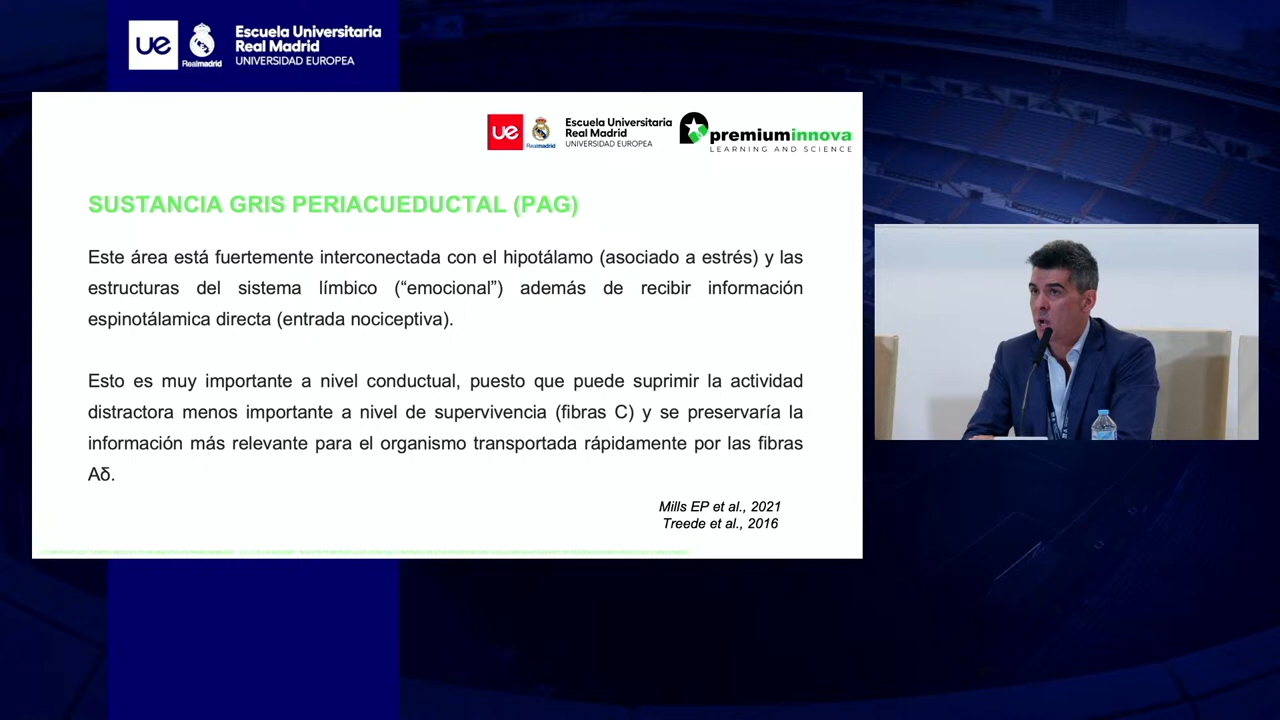 ue
Realmadrid
Escuela Universitaria
Real Madrid
UNIVERSIDAD EUROPEA
ue
Realmadrid
Escuela Universitaria
Real Madrid
UNIVERSIDAD EUROPEA
premiuminnova
LEARNING AND SCIENCE
SUSTANCIA GRIS PERIACUEDUCTAL (PAG)
Este área está fuertemente interconectada con el hipotálamo (asociado a estrés) y las
estructuras del sistema límbico (“emocional”) además de recibir información
espinotálamica directa (entrada nociceptiva).
Esto es muy importante a nivel conductual, puesto que puede suprimir la actividad
distractora menos importante a nivel de supervivencia (fibras C) y se preservaría la
información más relevante para el organismo transportada rápidamente por las fibras
Aδ.
Mills EP et al., 2021
Treede et al., 2016